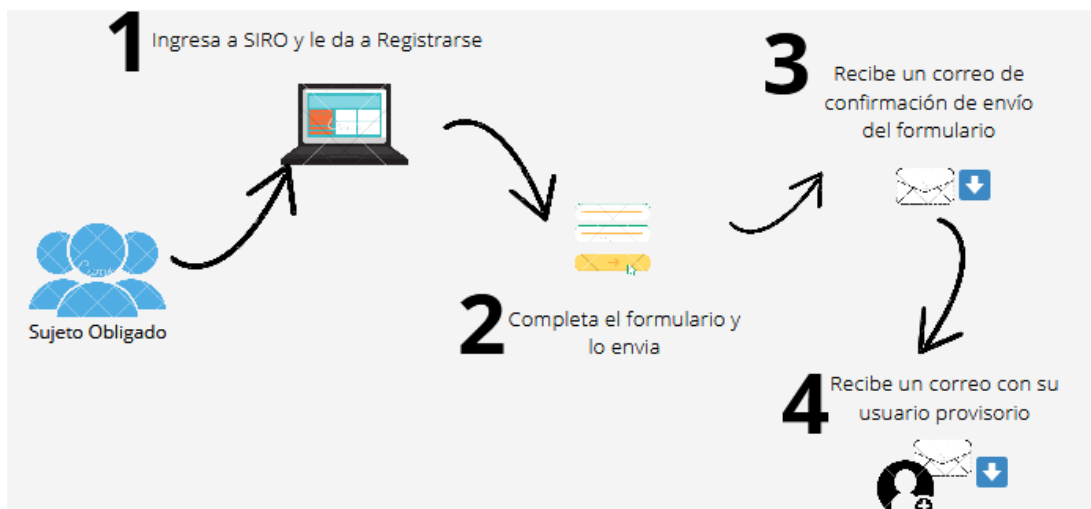 1
Ingresa a SIRO y le da a Registrarse
Sujeto Obligado
2
Completa el formulario y
lo envia
3
Recibe un correo de
confirmación de envío
del formulario
4
Recibe un correo con su
usuario provisorio